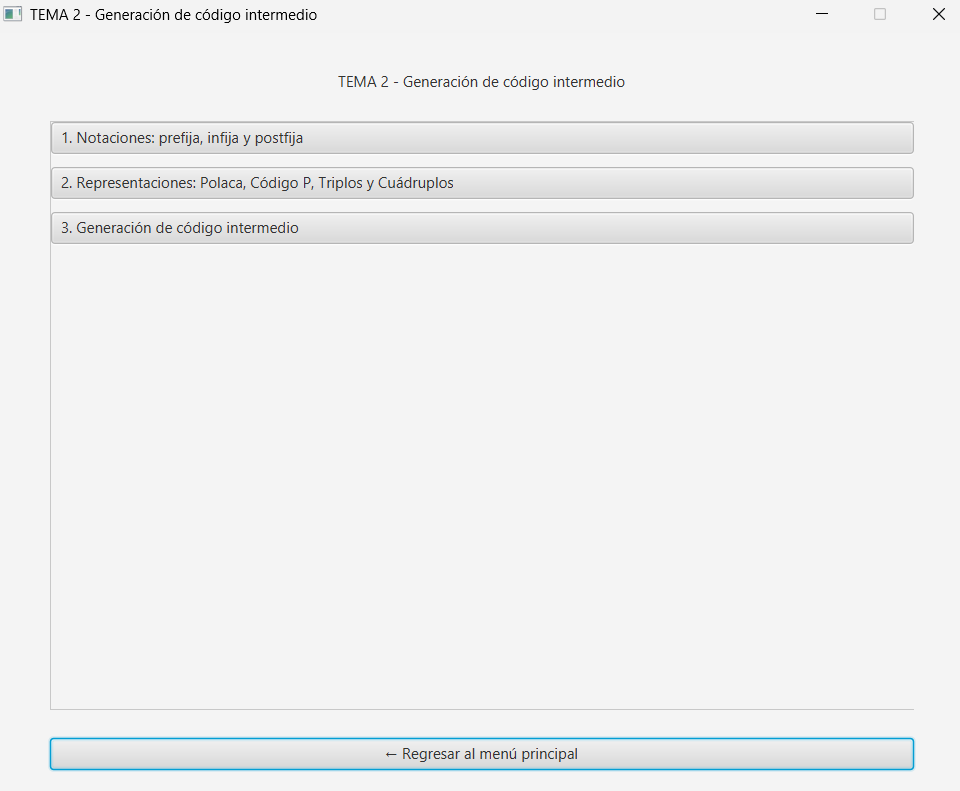 TEMA 2 - Generación de código intermedio
TEMA 2 - Generación de código intermedio
1. Notaciones: prefija, infija y postfija
2. Representaciones: Polaca, Código P, Triplos y Cuádruplos
3. Generación de código intermedio
← Regresar al menú principal